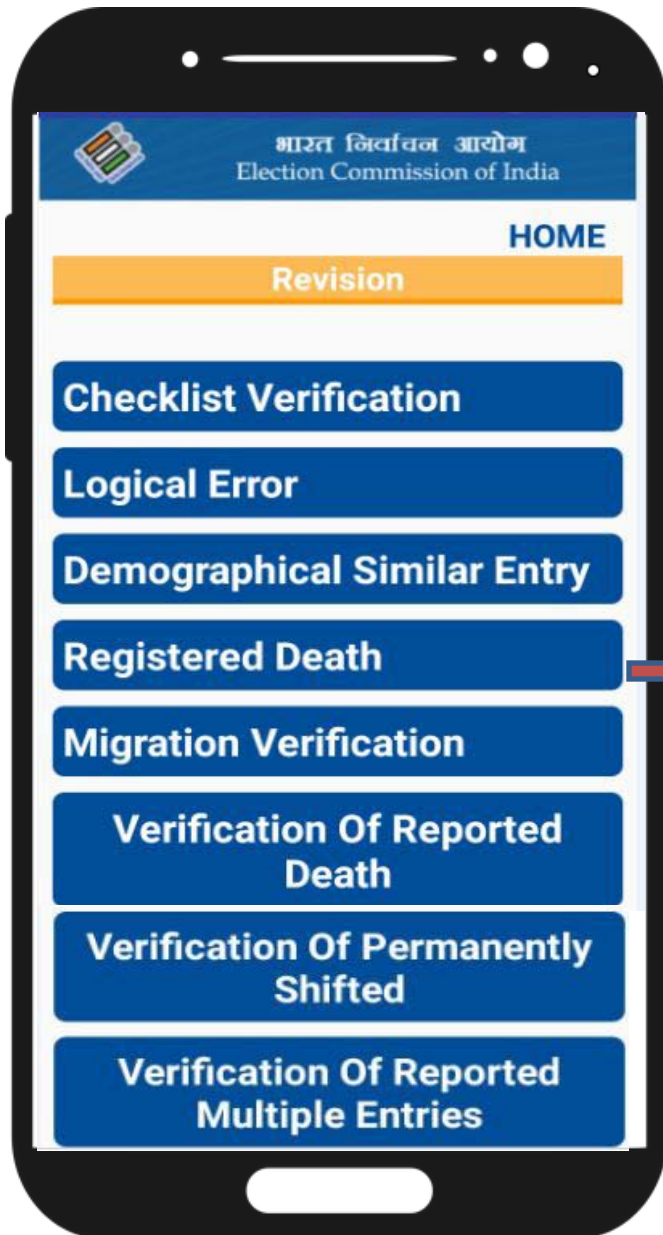 भारत निर्वाचन आयोग
Election Commission of India
HOME
Revision
Checklist Verification
Logical Error
Demographical Similar Entry
Registered Death
Migration Verification
Verification Of Reported
Death
Verification Of Permanently
Shifted
Verification Of Reported
Multiple Entries